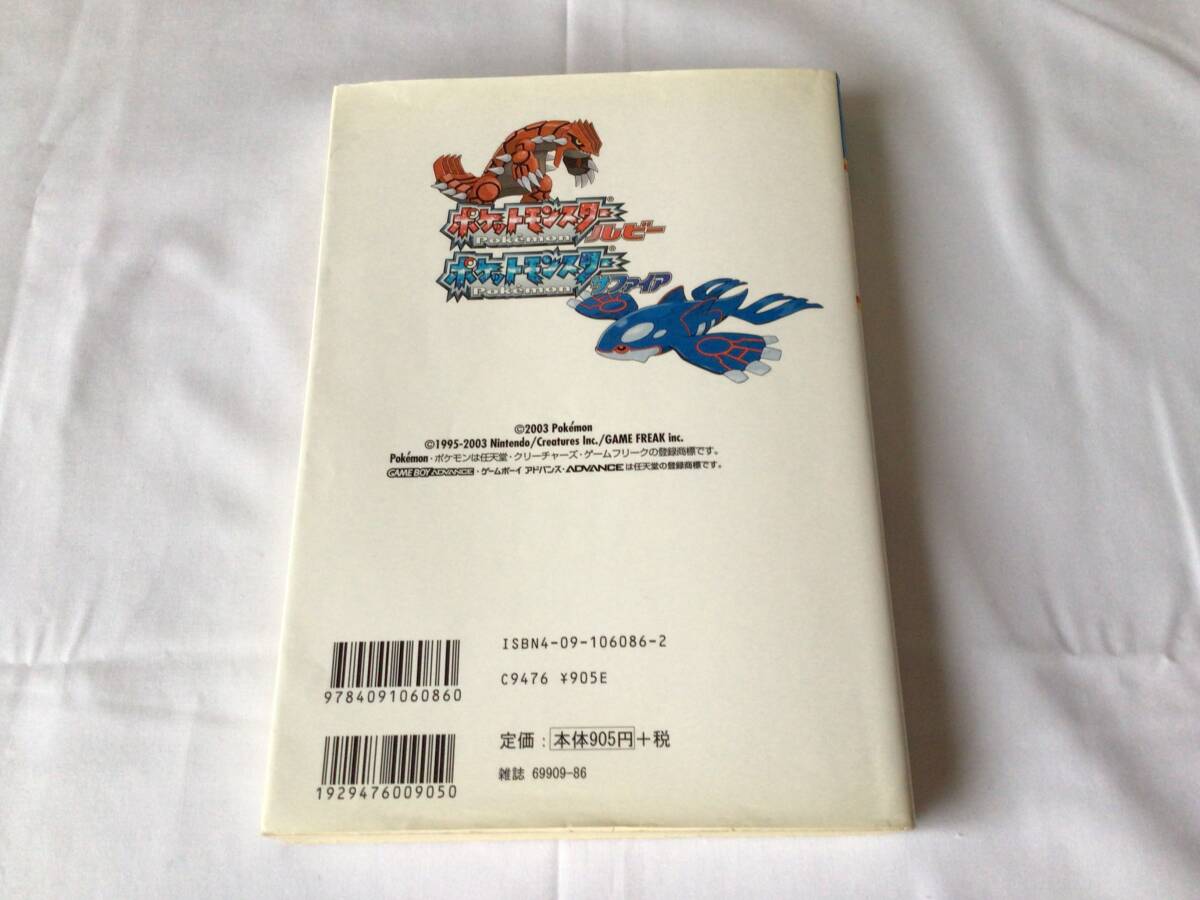 ポケットモンスター®
Pokémon ルビー
ポケットモンスター®
Pokémon サファイア
©2003 Pokémon
©1995-2003 Nintendo/Creatures Inc./GAME FREAK inc.
Pokémon・ポケモンは任天堂・クリーチャーズ・ゲームフリークの登録商標です。
GAME BOY ADVANCE・ゲームボーイ アドバンス・ADVANCEは任天堂の登録商標です。
ISBN4-09-106086-2
9784091060860
C9476 ¥905E
定価：本体905円+税
雑誌 69909-86
1929476009050